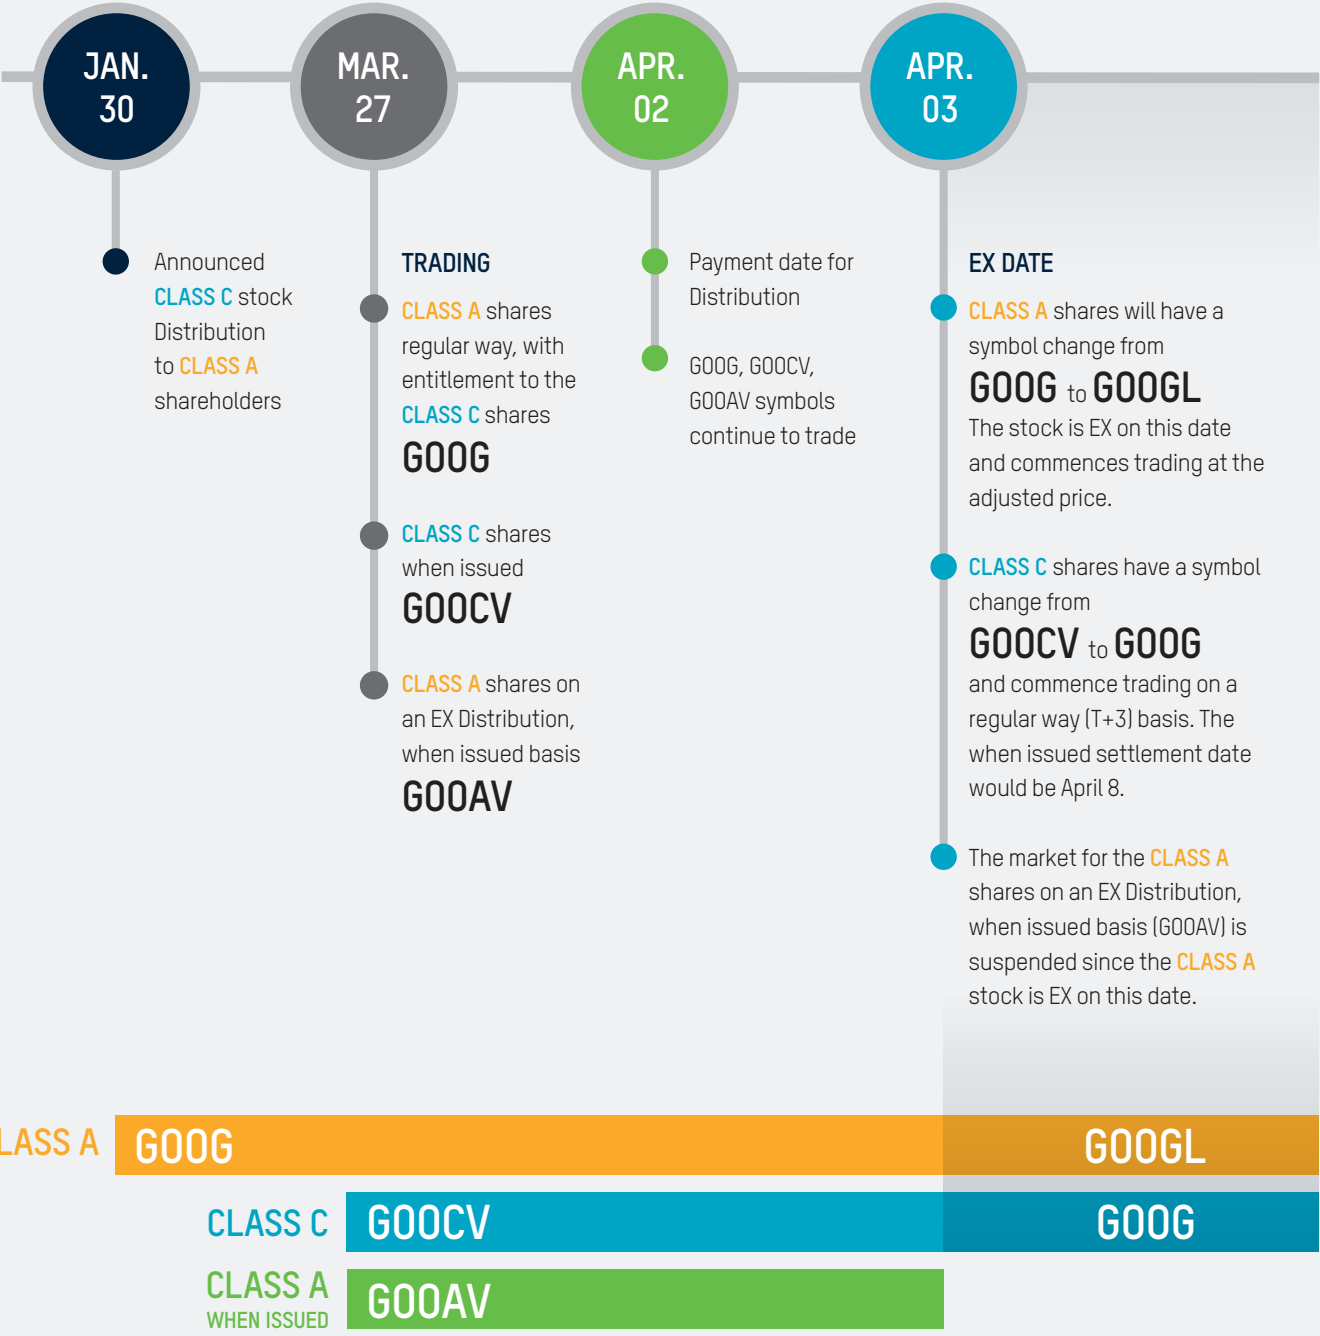 JAN.
30
MAR.
27
APR.
02
APR.
03
Announced
CLASS C stock
Distribution
to CLASS A
shareholders
TRADING
CLASS A shares
regular way, with
entitlement to the
CLASS C shares
GOOG
CLASS C shares
when issued
GOOCV
CLASS A shares on
an EX Distribution,
when issued basis
GOOAV
Payment date for
Distribution
GOOG, GOOCV,
GOOAV symbols
continue to trade
EX DATE
CLASS A shares will have a
symbol change from
GOOG to GOOGL
The stock is EX on this date
and commences trading at the
adjusted price.
CLASS C shares have a symbol
change from
GOOCV to GOOG
and commence trading on a
regular way (T+3) basis. The
when issued settlement date
would be April 8.
The market for the CLASS A
shares on an EX Distribution,
when issued basis (GOOAV) is
suspended since the CLASS A
stock is EX on this date.
LASS A GOOG GOOGL
CLASS C GOOCV GOOG
CLASS A
WHEN ISSUED
GOOAV